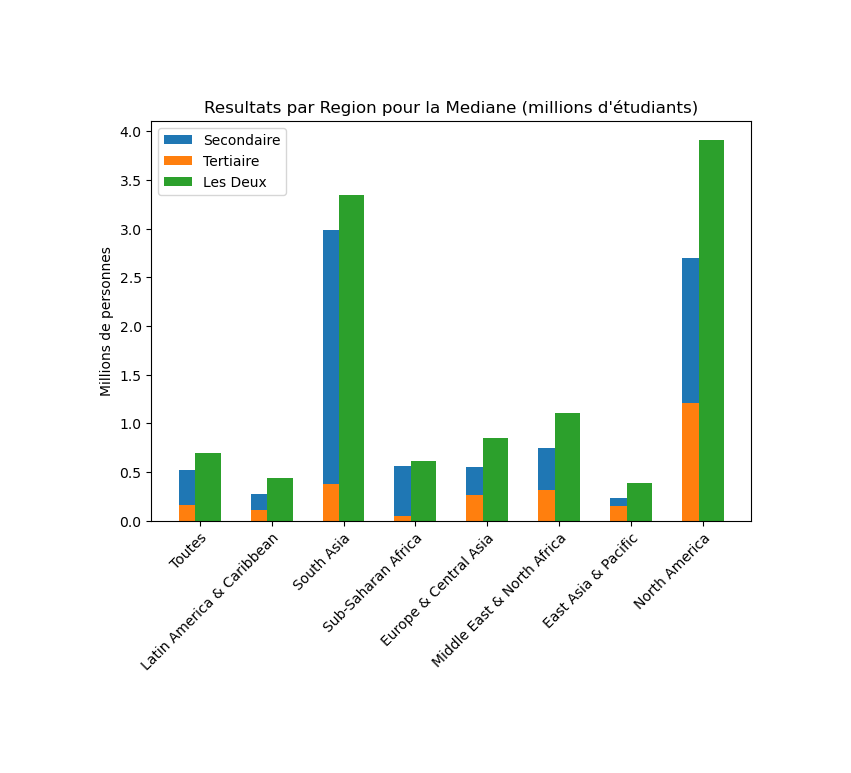 Resultats par Region pour la Mediane (millions d'étudiants)
Secondaire
Tertiaire
Les Deux
Millions de personnes
4.0
3.5
3.0
2.5
2.0
1.5
1.0
0.5
0.0
Toutes
Latin America & Caribbean
South Asia
Sub-Saharan Africa
Europe & Central Asia
Middle East & North Africa
East Asia & Pacific
North America